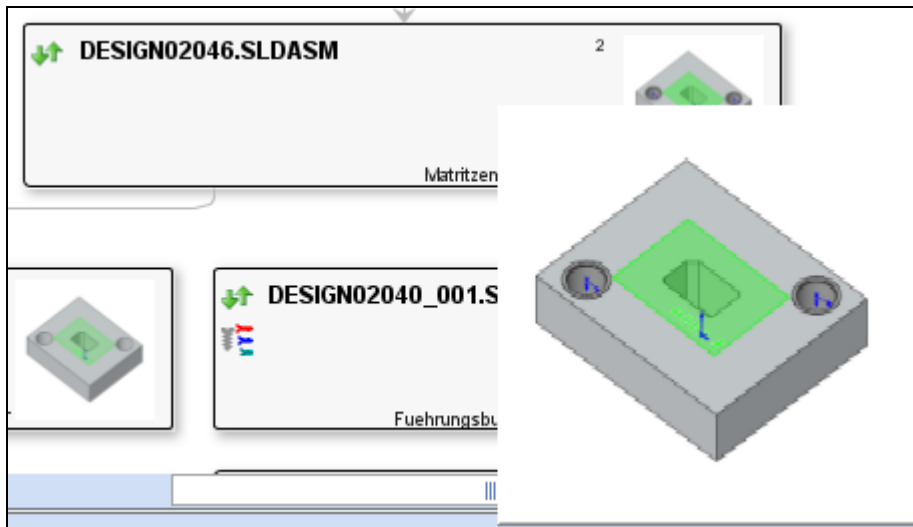 DESIGN02046.SLDASM
2
Matritzen
DESIGN02040_001.S
Fuehrungsbu